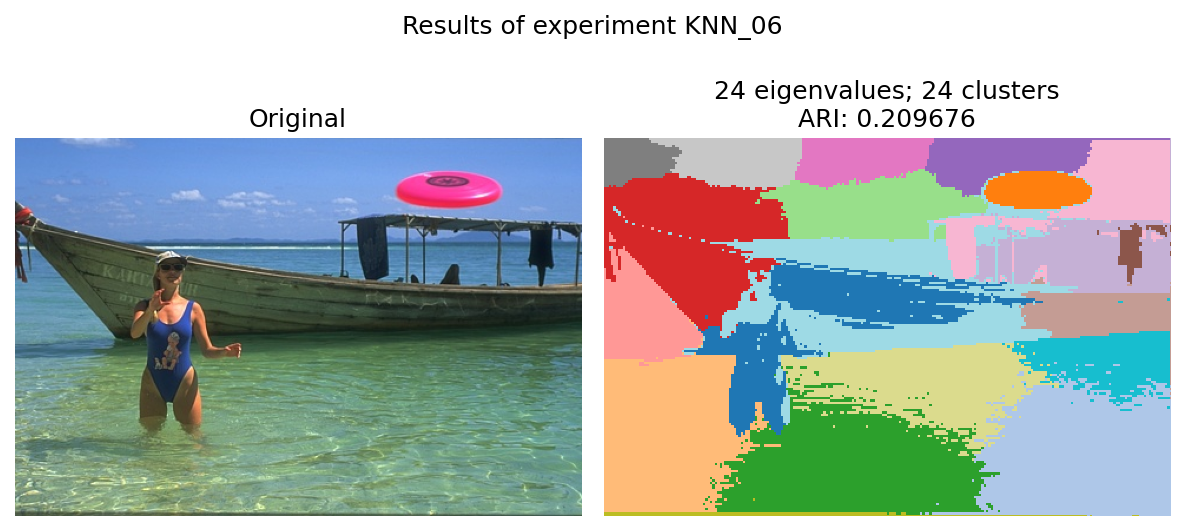 Results of experiment KNN_06
Original
24 eigenvalues; 24 clusters
ARI: 0.209676